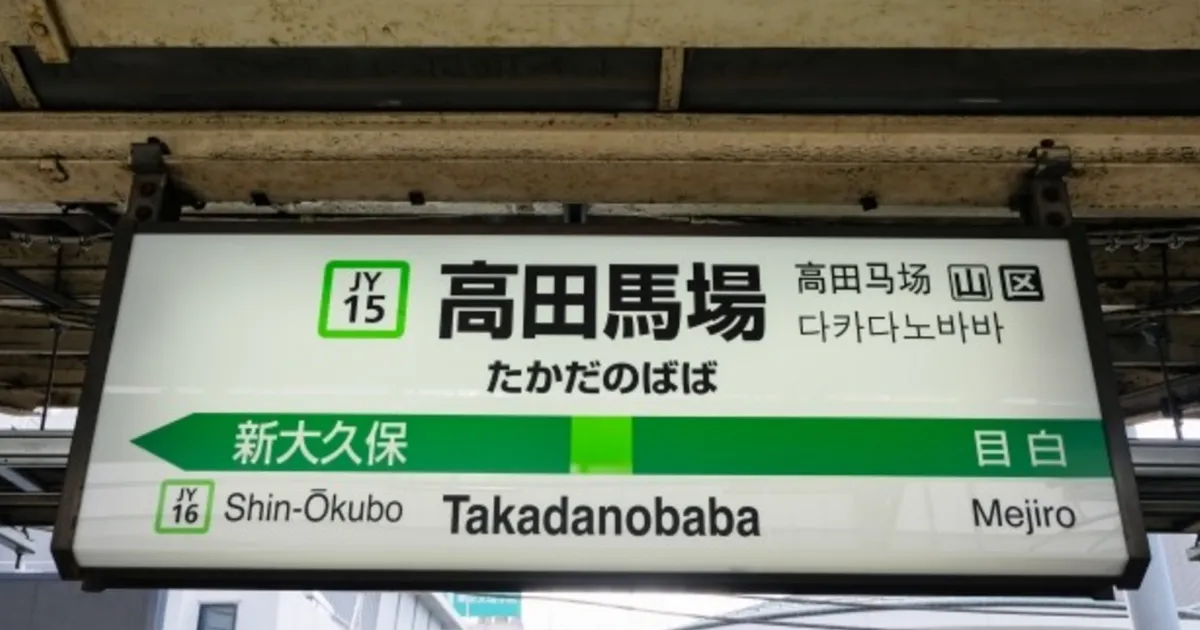 JY
15
高田馬場
高田马场 山 区
다카다노바바
たかだのばば
新大久保
目白
JY
16
Shin-Ōkubo
Takadanobaba
Mejiro